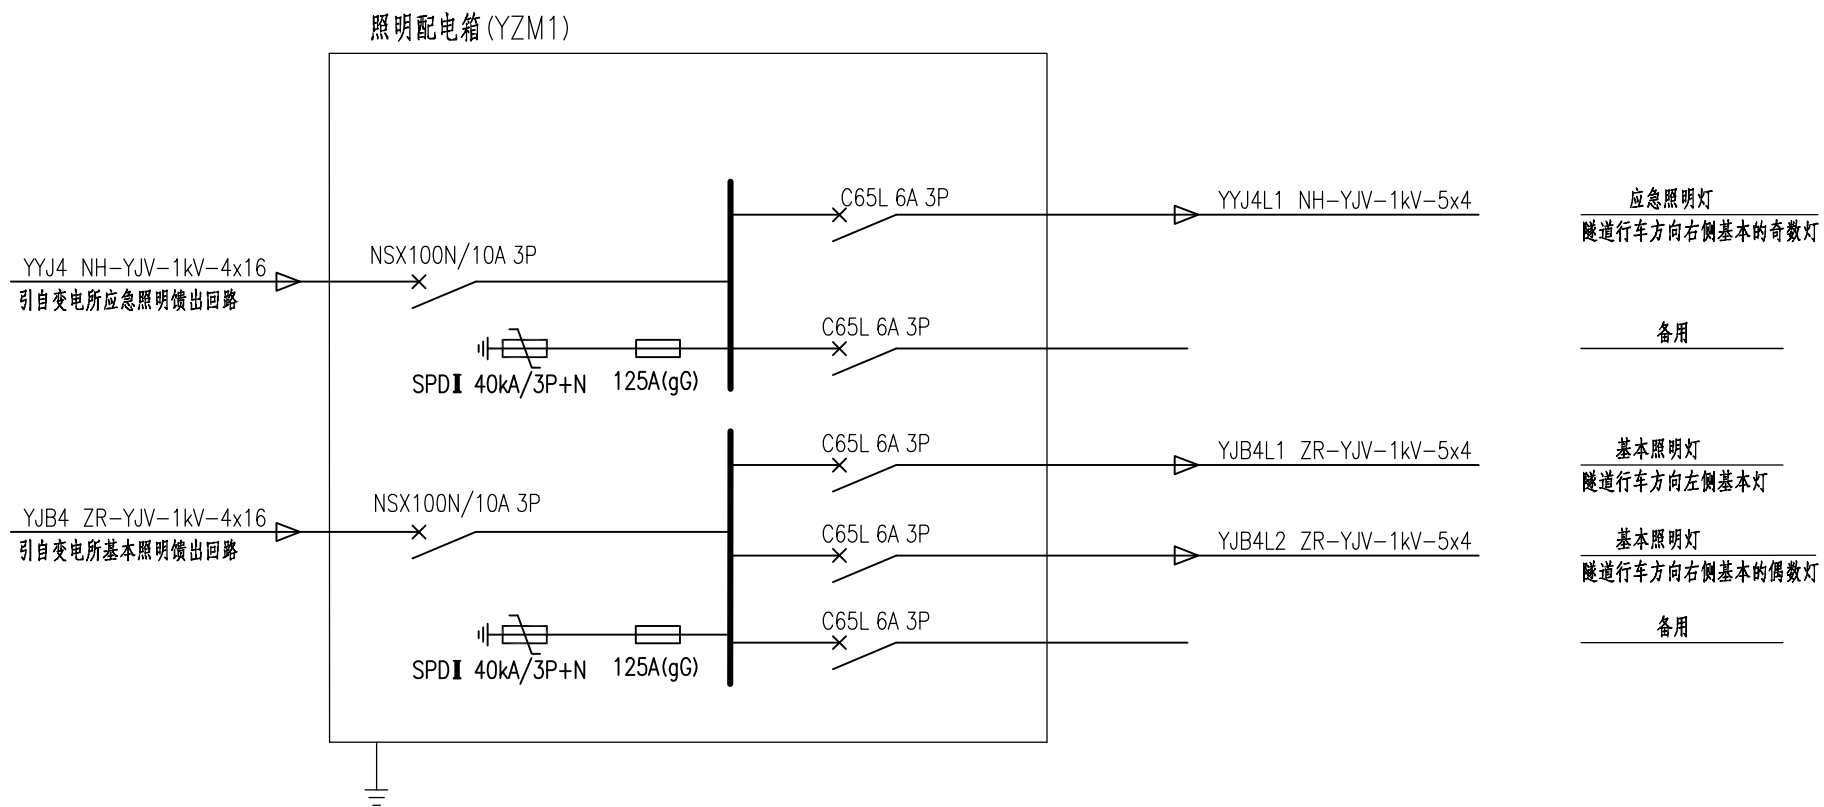 照明配电箱(YZM1)
C65L 6A 3P
YYJ4L1 NH-YJV-1kV-5x4
应急照明灯
隧道行车方向右侧基本的奇数灯
NSX100N/10A 3P
YYJ4 NH-YJV-1kV-4x16
引自变电所应急照明馈出回路
C65L 6A 3P
备用
SPDⅡ 40kA/3P+N
125A(gG)
C65L 6A 3P
YJB4L1 ZR-YJV-1kV-5x4
基本照明灯
隧道行车方向左侧基本灯
NSX100N/10A 3P
YJB4 ZR-YJV-1kV-4x16
引自变电所基本照明馈出回路
C65L 6A 3P
YJB4L2 ZR-YJV-1kV-5x4
基本照明灯
隧道行车方向右侧基本的偶数灯
C65L 6A 3P
备用
SPDⅡ 40kA/3P+N
125A(gG)